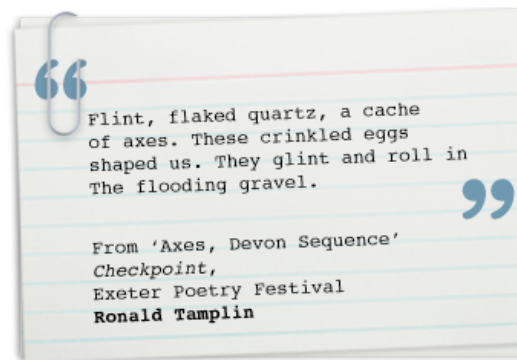 “
Flint, flaked quartz, a cache
of axes. These crinkled eggs
shaped us. They glint and roll in
The flooding gravel.
”
From ‘Axes, Devon Sequence’
Checkpoint,
Exeter Poetry Festival
Ronald Tamplin